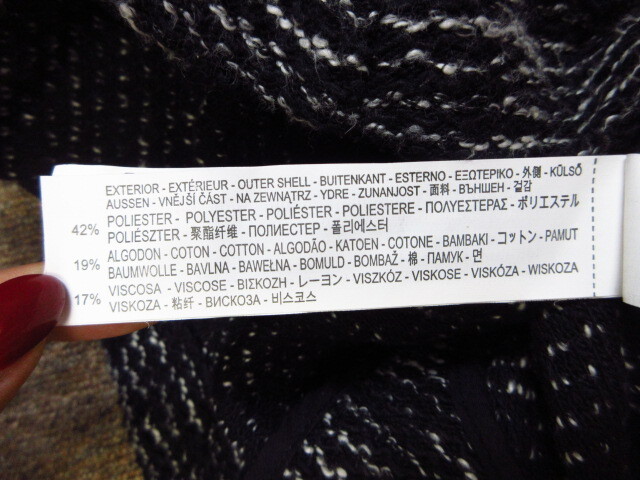 EXTERIOR - EXTÉRIEUR - OUTER SHELL - BUITENKANT - ESTERNO - ΕΞΩΤΕΡΙΚΟ - 外側 - KÜLSŐ
AUSSEN - VNĚJŠÍ ČÁST - NA ZEWNĄTRZ - YDRE - ZUNANJOST - 面料 - ВЪНШЕН - 겉감
42% POLIESTER - POLYESTER - POLIÉSTER - POLIESTERE - ΠΟΛΥΕΣΤΕΡΑΣ - ポリエステル
POLIÉSZTER - 聚酯纤维 - ПОЛИЕСТЕР - 폴리에스터
19% ALGODON - COTON - COTTON - ALGODÃO - KATOEN - COTONE - ΒΑΜΒΑΚΙ - コットン - PAMUT
BAUMWOLLE - BAVLNA - BAWEŁNA - BOMULD - BOMBAŽ - 棉 - ПАМУК - 면
17% VISCOSA - VISCOSE - ΒΙΣΚΟΖΗ - レーヨン - VISZKÓZ - VISKOSE - VISKÓZA - WISKOZA
VISKOZA - 粘纤 - ВИСКОЗА - 비스코스